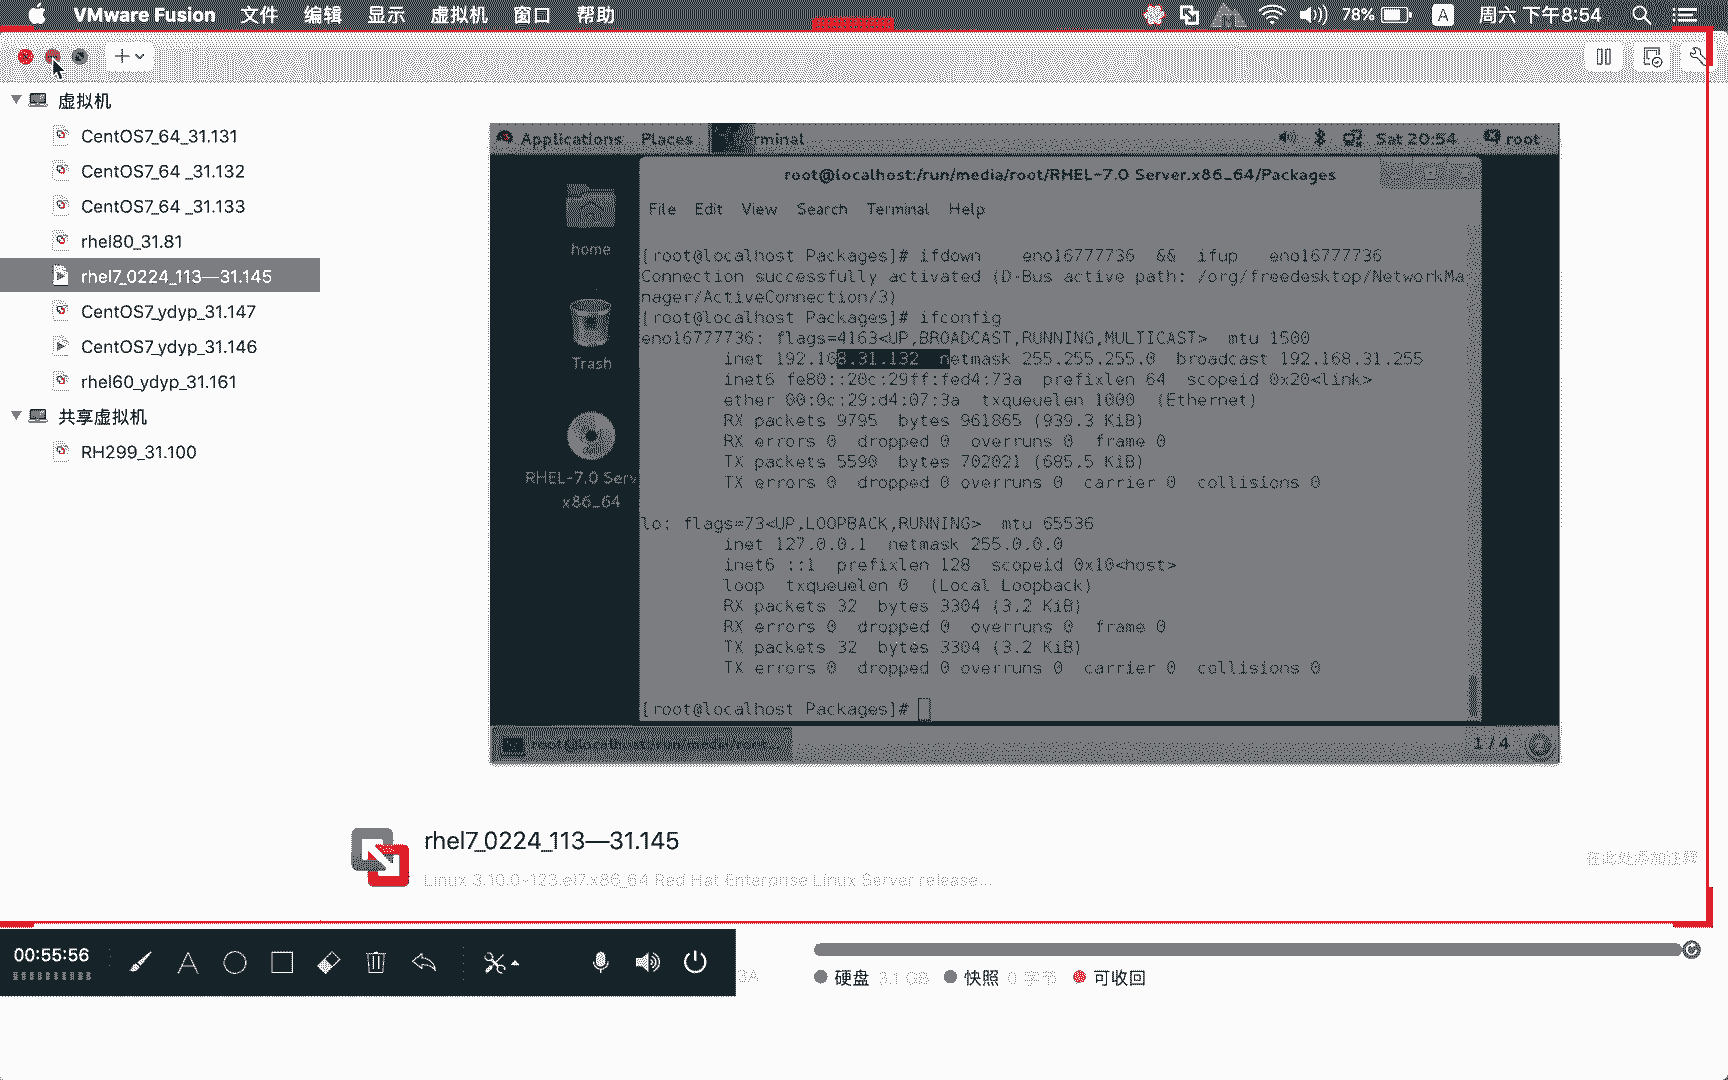 VMware Fusion 文件 编辑 显示 虚拟机 窗口 帮助 78% A 周六 下午8:54
虚拟机
CentOS7_64_31.131
CentOS7_64 _31.132
CentOS7_64 _31.133
rhel80_31.81
rhel7_0224_113—31.145
CentOS7_ydyp_31.147
CentOS7_ydyp_31.146
rhel60_ydyp_31.161
共享虚拟机
RH299_31.100
Applications Places rminal Sat 20:54 root
home
Trash
RHEL-7.0 Serv
x86_64
root@localhost:/run/media/root/RHEL-7.0 Server.x86_64/Packages
File Edit View Search Terminal Help
[root@localhost Packages]# ifdown eno16777736 && ifup eno16777736
Connection successfully activated (D-Bus active path: /org/freedesktop/NetworkMa
nager/ActiveConnection/3)
[root@localhost Packages]# ifconfig
eno16777736: flags=4163<UP,BROADCAST,RUNNING,MULTICAST> mtu 1500
inet 192.168.31.132 netmask 255.255.255.0 broadcast 192.168.31.255
inet6 fe80::20c:29ff:fed4:73a prefixlen 64 scopeid 0x20<link>
ether 00:0c:29:d4:07:3a txqueuelen 1000 (Ethernet)
RX packets 9795 bytes 961865 (939.3 KiB)
RX errors 0 dropped 0 overruns 0 frame 0
TX packets 5590 bytes 702021 (685.5 KiB)
TX errors 0 dropped 0 overruns 0 carrier 0 collisions 0
lo: flags=73<UP,LOOPBACK,RUNNING> mtu 65536
inet 127.0.0.1 netmask 255.0.0.0
inet6 ::1 prefixlen 128 scopeid 0x10<host>
loop txqueuelen 0 (Local Loopback)
RX packets 32 bytes 3304 (3.2 KiB)
RX errors 0 dropped 0 overruns 0 frame 0
TX packets 32 bytes 3304 (3.2 KiB)
TX errors 0 dropped 0 overruns 0 carrier 0 collisions 0
[root@localhost Packages]#
root@localhost:/run/media/root... 1 / 4
rhel7_0224_113—31.145
在此处添加注释
Linux 3.10.0-123.el7.x86_64 Red Hat Enterprise Linux Server release...
00:55:56
硬盘 3.1 GB 快照 0 字节 可收回